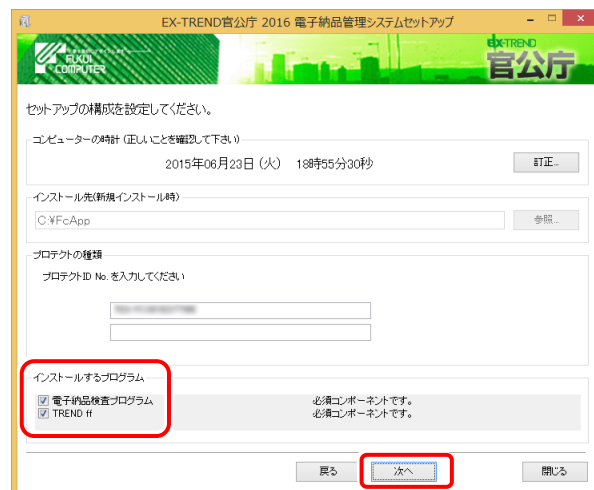 EX-TREND官公庁 2016 電子納品管理システムセットアップ
FUKUI
COMPUTER
EX-TREND
官公庁
セットアップの構成を設定してください。
コンピューターの時計 (正しいことを確認して下さい)
2015年06月23日 (火) 18時55分30秒
訂正...
インストール先(新規インストール時)
C:¥FcApp
参照...
プロテクトの種類
プロテクトID No. を入力してください
インストールするプログラム
電子納品検査プログラム 必須コンポーネントです。
TREND ff 必須コンポーネントです。
戻る 次へ 閉じる